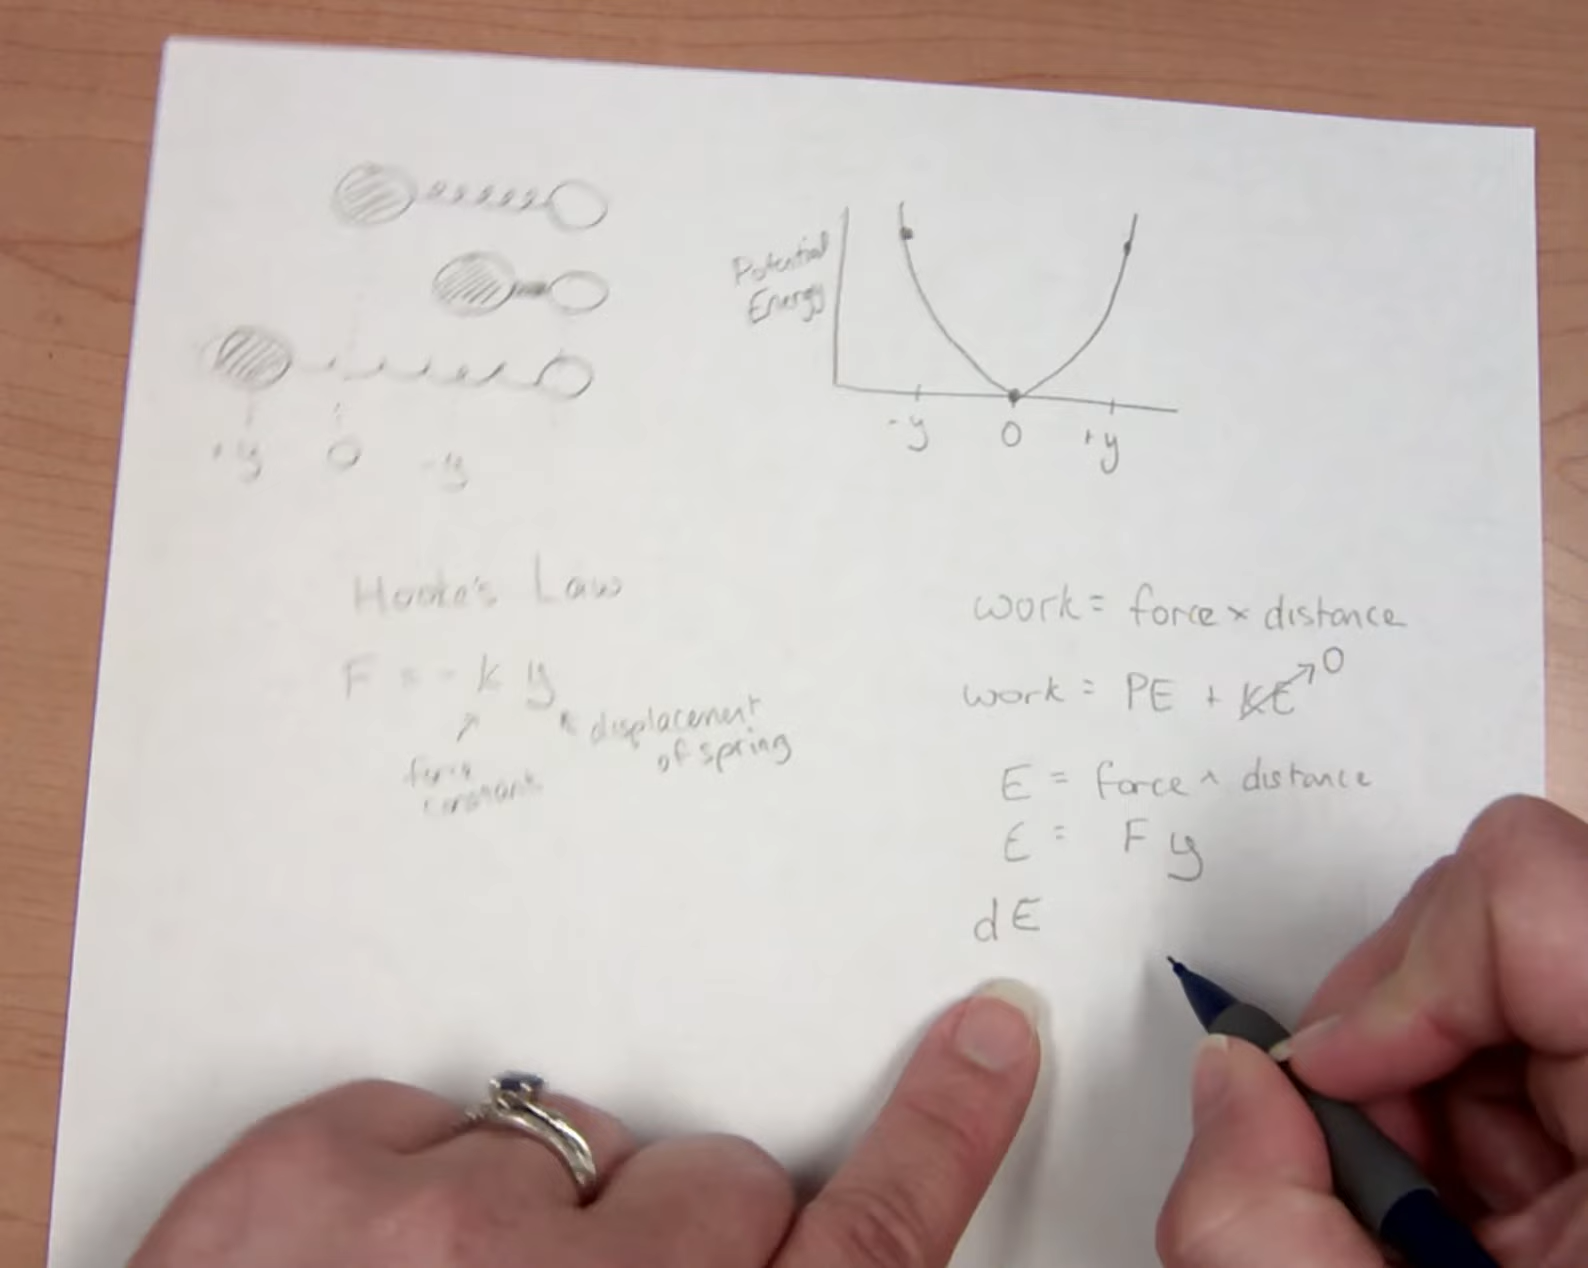 Potential
Energy
-y 0 +y
+y 0 -y
Hooke's Law
F = -k y
displacement
of spring
force
constant
work = force × distance
work = PE + KE 0
E = force × distance
E = F y
dE